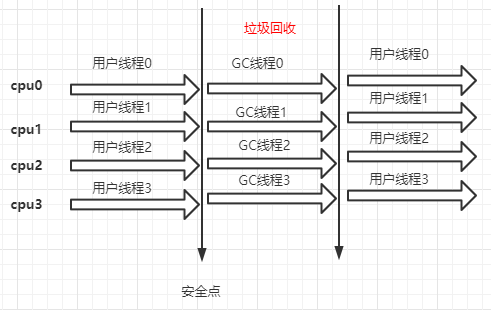 垃圾回收
用户线程0 GC线程0 用户线程0
cpu0
用户线程1 GC线程1 用户线程1
cpu1
用户线程2 GC线程2 用户线程2
cpu2
用户线程3 GC线程3 用户线程3
cpu3
安全点